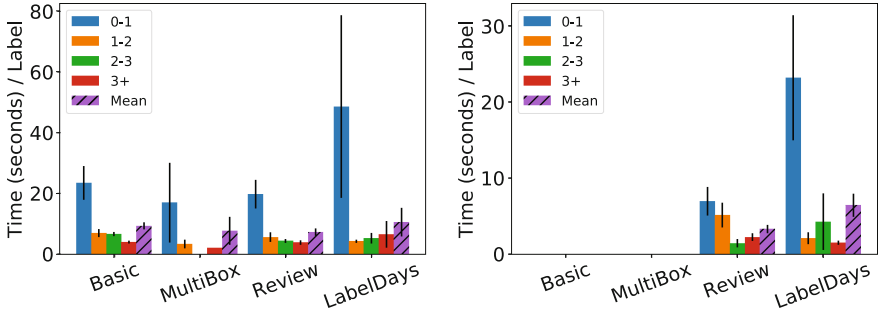 Time (seconds) / Label
80
60
40
20
0
0-1
1-2
2-3
3+
Mean
Basic
MultiBox
Review
LabelDays
Time (seconds) / Label
30
20
10
0
0-1
1-2
2-3
3+
Mean
Basic
MultiBox
Review
LabelDays